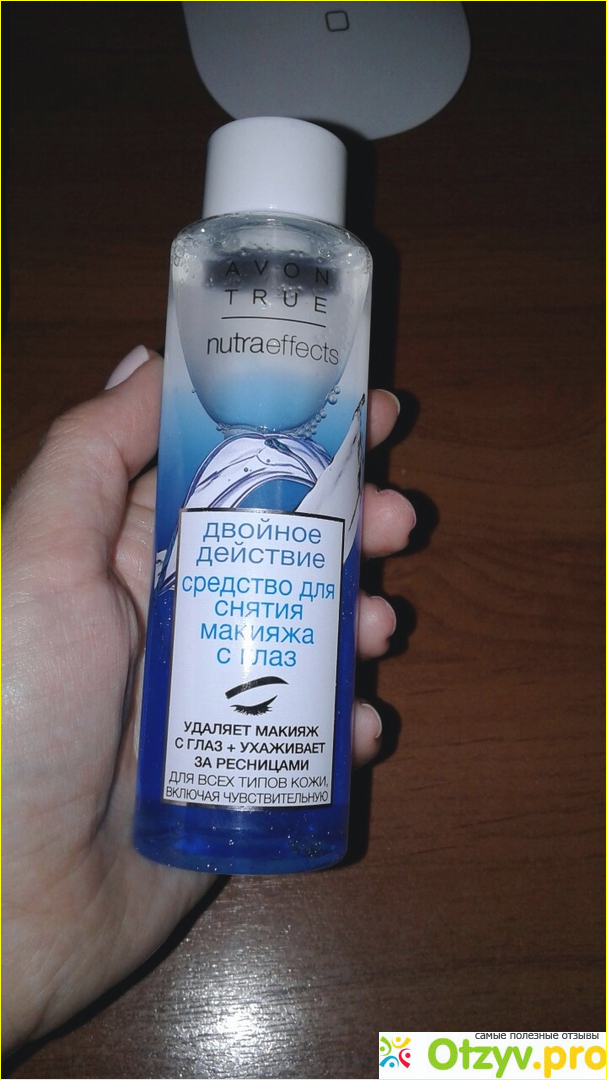 AVON
TRUE
nutraeffects
двойное
действие
средство для
снятия
макияжа
с глаз
УДАЛЯЕТ МАКИЯЖ
С ГЛАЗ + УХАЖИВАЕТ
ЗА РЕСНИЦАМИ
ДЛЯ ВСЕХ ТИПОВ КОЖИ,
ВКЛЮЧАЯ ЧУВСТВИТЕЛЬНУЮ
самые полезные отзывы
Otzyv.pro